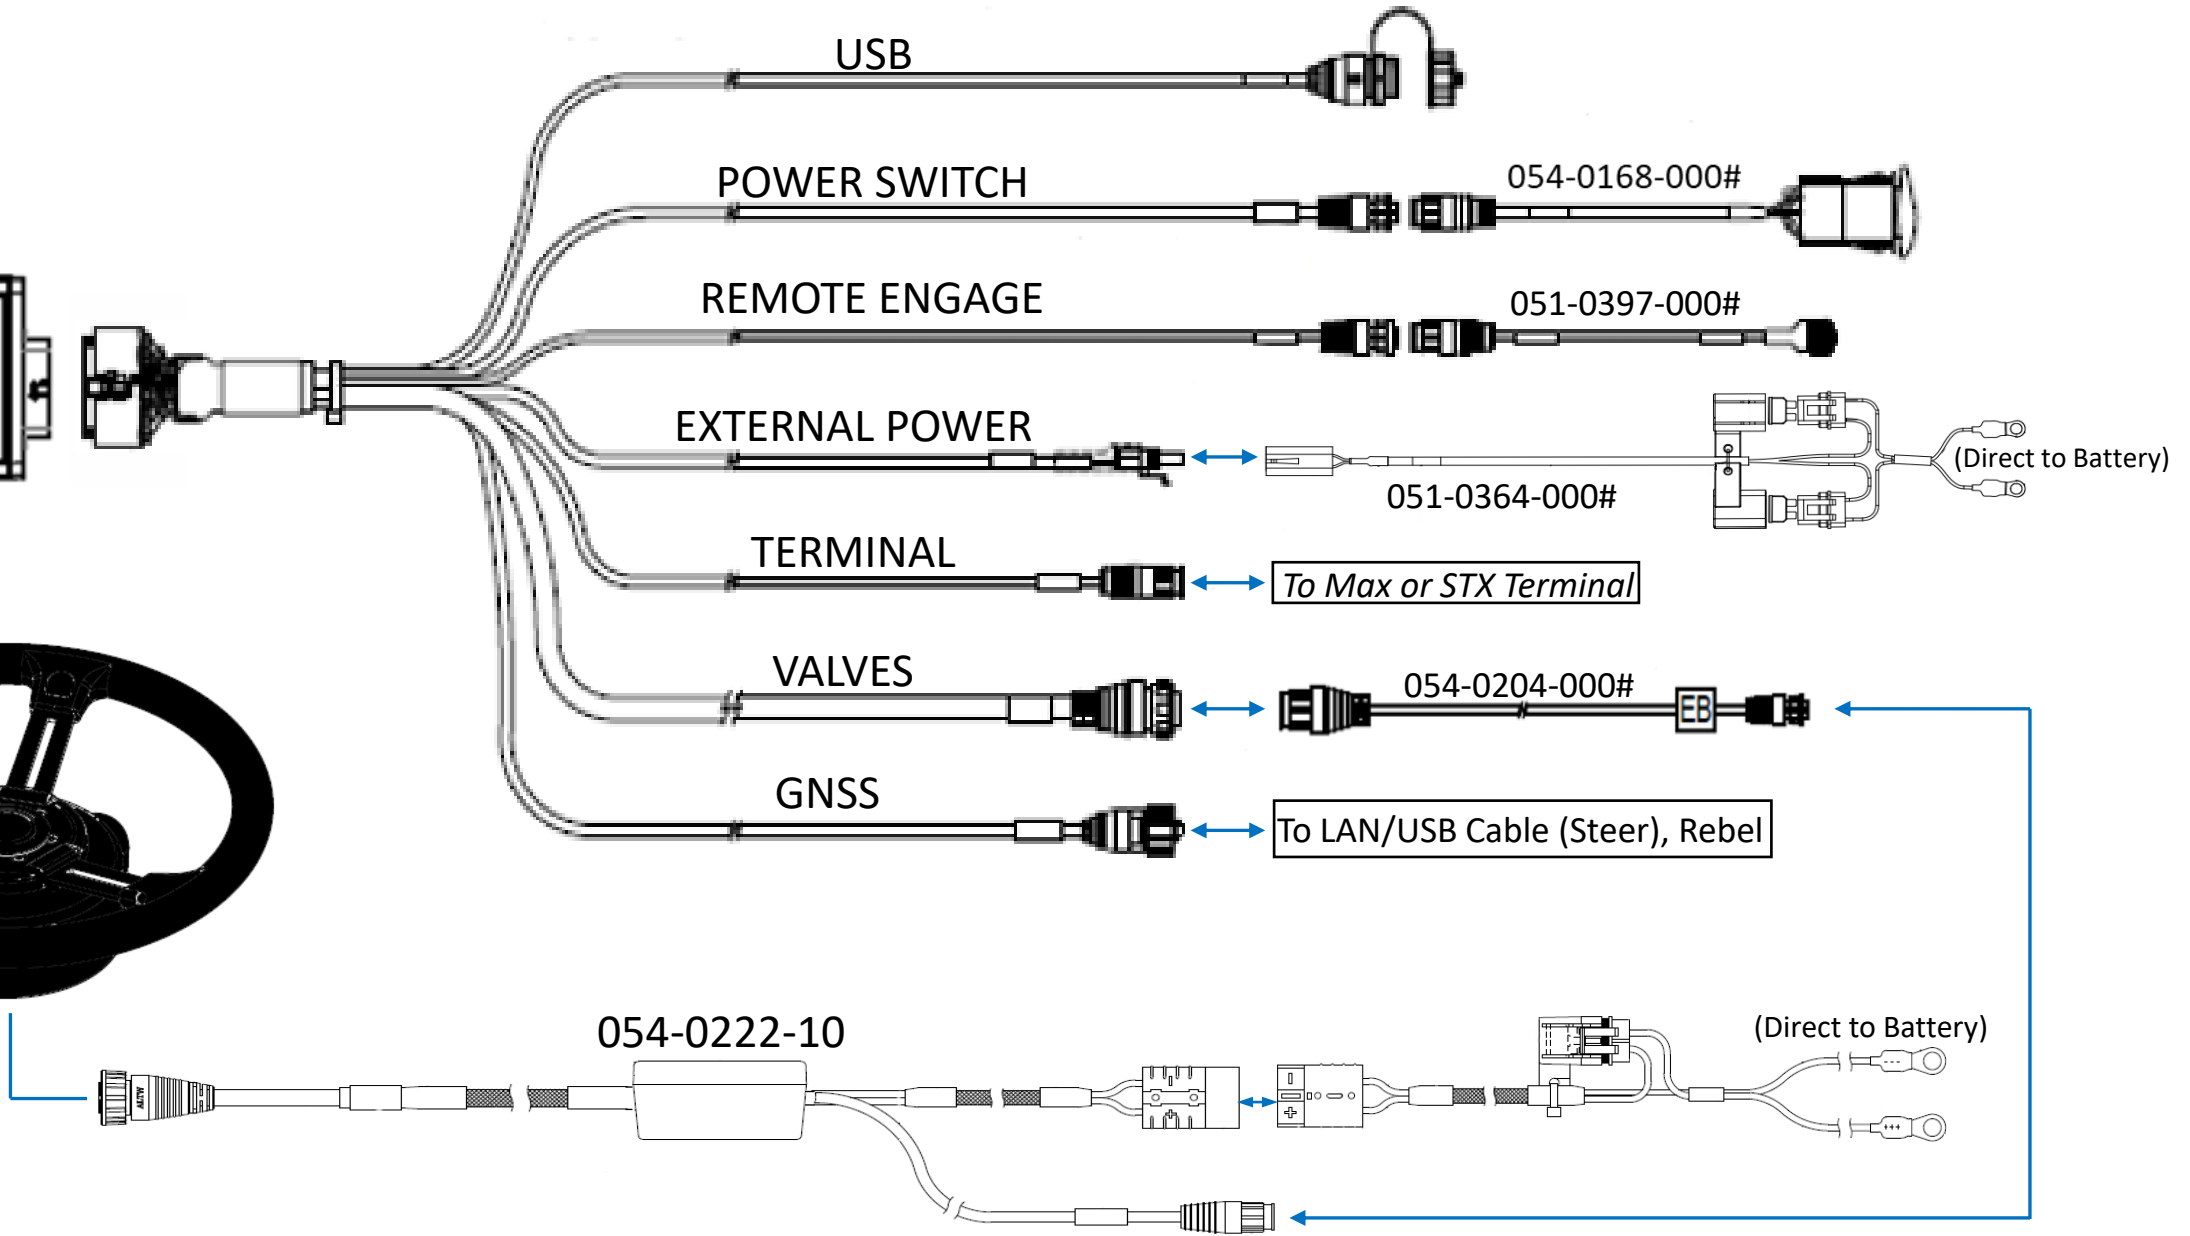 USB
POWER SWITCH
054-0168-000#
REMOTE ENGAGE
051-0397-000#
EXTERNAL POWER
(Direct to Battery)
051-0364-000#
TERMINAL
To Max or STX Terminal
VALVES
054-0204-000#
EB
GNSS
To LAN/USB Cable (Steer), Rebel
054-0222-10
(Direct to Battery)
ALTW
- +
- +
---
+++